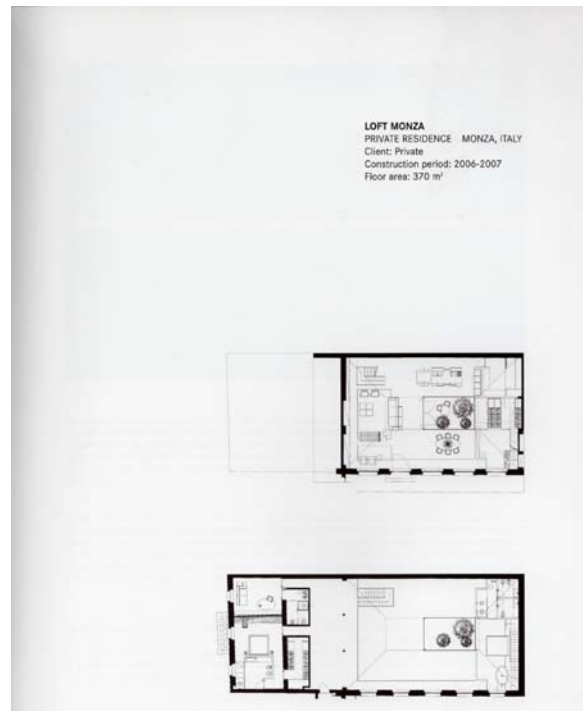 LOFT MONZA
PRIVATE RESIDENCE MONZA, ITALY
Client: Private
Construction period: 2006-2007
Floor area: 370 m²